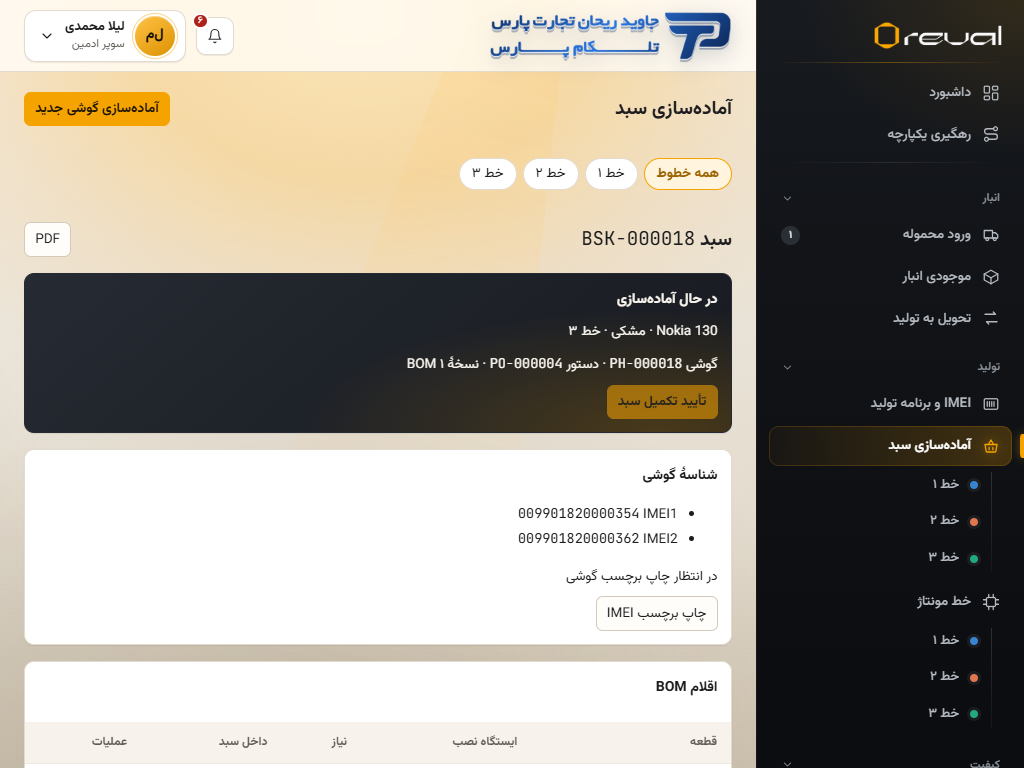 reval
داشبورد
رهگیری یکپارچه
انبار
ورود محموله
۱
موجودی انبار
تحویل به تولید
تولید
IMEI و برنامه تولید
آماده‌سازی سبد
خط ۱
خط ۲
خط ۳
خط مونتاژ
خط ۱
خط ۲
خط ۳
کیفیت
جاوید ریحان تجارت پارس
تلکام پارس
۶
لیلا محمدی
سوپر ادمین
ل‌م
آماده‌سازی سبد
آماده‌سازی گوشی جدید
همه خطوط
خط ۱
خط ۲
خط ۳
سبد BSK-000018
PDF
در حال آماده‌سازی
Nokia 130 · مشکی · خط ۳
گوشی PH-000018 · دستور PO-000004 · نسخهٔ BOM ۱
تأیید تکمیل سبد
شناسهٔ گوشی
IMEI1 009901820000354
IMEI2 009901820000362
در انتظار چاپ برچسب گوشی
چاپ برچسب IMEI
اقلام BOM
قطعه ایستگاه نصب نیاز داخل سبد عملیات